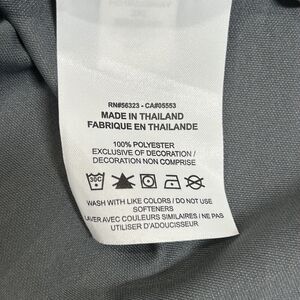 RN#56323 - CA#05553
MADE IN THAILAND
FABRIQUE EN THAILANDE
100% POLYESTER
EXCLUSIVE OF DECORATION /
DECORATION NON COMPRISE
30C
WASH WITH LIKE COLORS / DO NOT USE
SOFTENERS
LAVER AVEC COULEURS SIMILAIRES / NE PAS
UTILISER D'ADOUCISSEUR